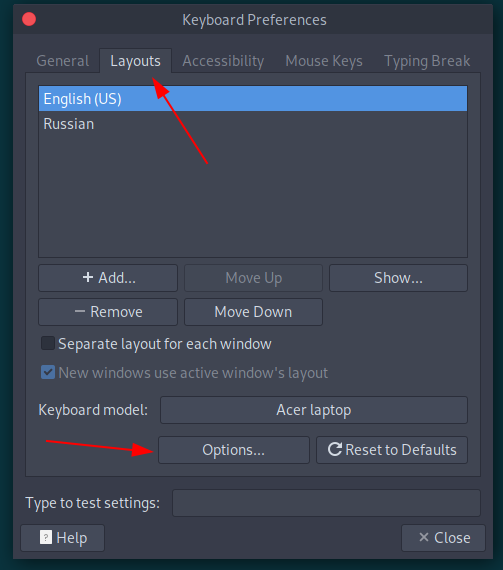 Keyboard Preferences
General Layouts Accessibility Mouse Keys Typing Break
English (US)
Russian
+ Add... Move Up Show...
− Remove Move Down
Separate layout for each window
New windows use active window's layout
Keyboard model: Acer laptop
Options... Reset to Defaults
Type to test settings:
? Help × Close